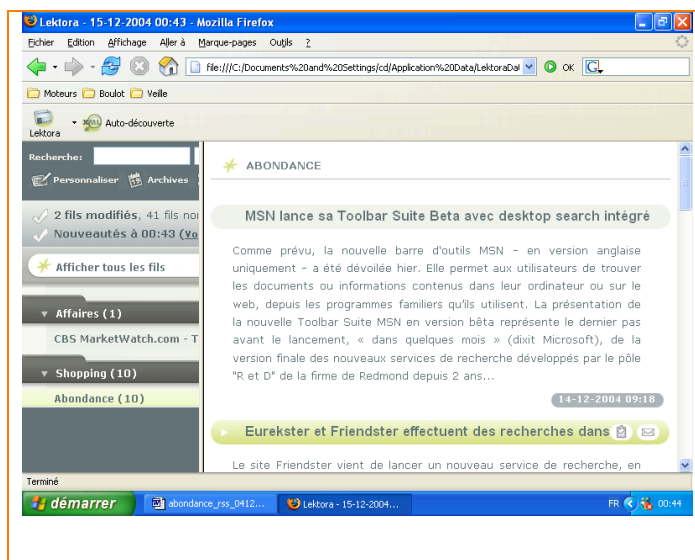 Lektora - 15-12-2004 00:43 - Mozilla Firefox
Fichier Edition Affichage Aller à Marque-pages Outils ?
file:///C:/Documents%20and%20Settings/cd/Application%20Data/LektoraDal OK G
Moteurs Boulot Veille
Lektora Auto-découverte
Recherche:
Personnaliser Archives
2 fils modifiés, 41 fils nor
Nouveautés à 00:43 (Vo
Afficher tous les fils
Affaires (1)
CBS MarketWatch.com - T
Shopping (10)
Abondance (10)
ABONDANCE
MSN lance sa Toolbar Suite Beta avec desktop search intégré
Comme prévu, la nouvelle barre d'outils MSN - en version anglaise
uniquement - a été dévoilée hier. Elle permet aux utilisateurs de trouver
les documents ou informations contenus dans leur ordinateur ou sur le
web, depuis les programmes familiers qu'ils utilisent. La présentation de
la nouvelle Toolbar Suite MSN en version bêta représente le dernier pas
avant le lancement, « dans quelques mois » (dixit Microsoft), de la
version finale des nouveaux services de recherche développés par le pôle
"R et D" de la firme de Redmond depuis 2 ans...
14-12-2004 09:18
Eurekster et Friendster effectuent des recherches dans
Le site Friendster vient de lancer un nouveau service de recherche, en
Terminé
démarrer abondance_rss_0412... Lektora - 15-12-2004... FR 00:44